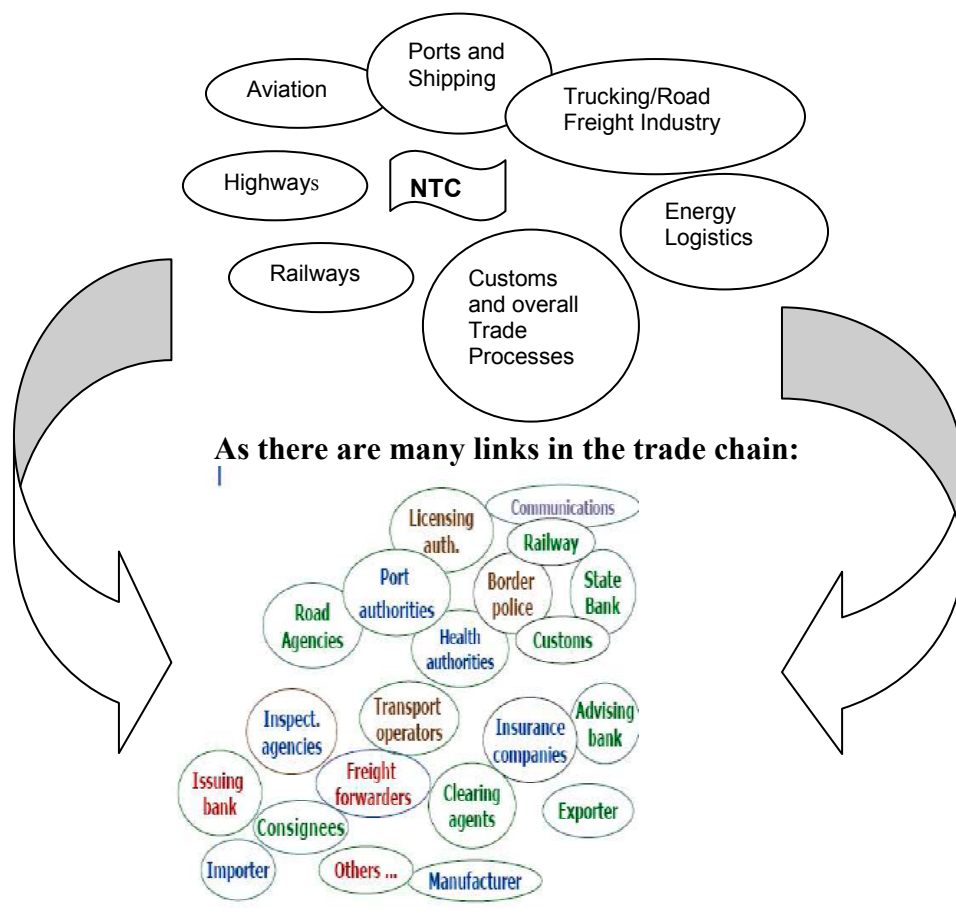 Ports and
Shipping
Aviation
Trucking/Road
Freight Industry
Highways
NTC
Energy
Logistics
Railways
Customs
and overall
Trade
Processes
As there are many links in the trade chain:
Communications
Licensing
auth.
Railway
Port
authorities
Border
police
State
Bank
Road
Agencies
Health
authorities
Customs
Inspect.
agencies
Transport
operators
Insurance
companies
Advising
bank
Issuing
bank
Freight
forwarders
Clearing
agents
Exporter
Consignees
Importer
Others ...
Manufacturer